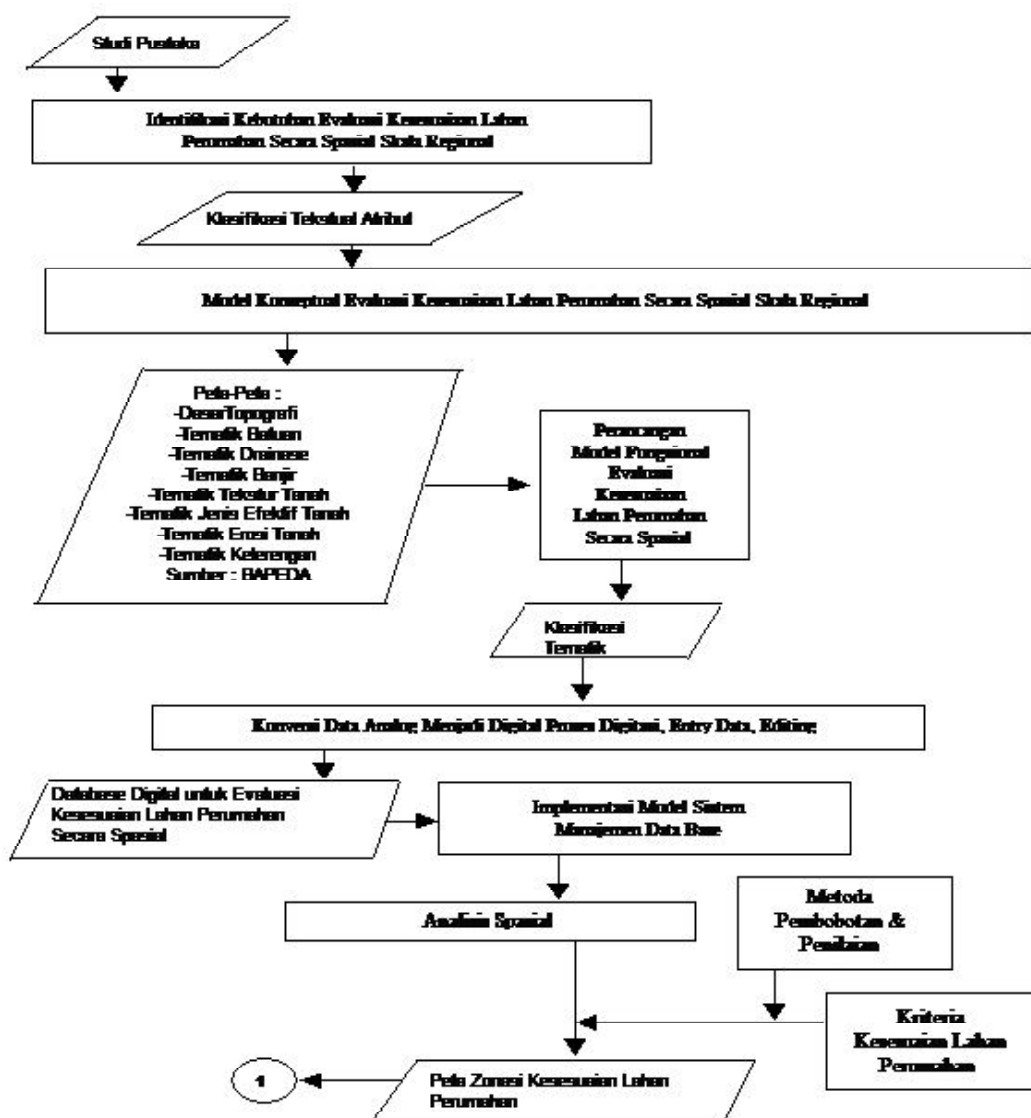 Studi Pustaka
Identifikasi Kebutuhan Evaluasi Kesesuaian Lahan
Perumahan Secara Spasial Skala Regional
Klasifikasi Tekstual Atribut
Model Konseptual Evaluasi Kesesuaian Lahan Perumahan Secara Spasial Skala Regional
Peta-Peta :
-DasarTopografi
-Tematik Batuan
-Tematik Drainase
-Tematik Banjir
-Tematik Tekstur Tanah
-Tematik Jenis Efektif Tanah
-Tematik Erosi Tanah
-Tematik Kelerengan
Sumber : BAPEDA
Perancangan
Model Fungsional
Evaluasi
Kesesuaian
Lahan Perumahan
Secara Spasial
Klasifikasi
Tematik
Konversi Data Analog Menjadi Digital Proses Digitasi, Entry Data, Editing
Database Digital untuk Evaluasi
Kesesuaian Lahan Perumahan
Secara Spasial
Implementasi Model Sistem
Manajemen Data Base
Analisis Spasial
Metoda
Pembobotan &
Penilaian
Kriteria
Kesesuaian Lahan
Perumahan
Peta Zonasi Kesesuaian Lahan
Perumahan
1